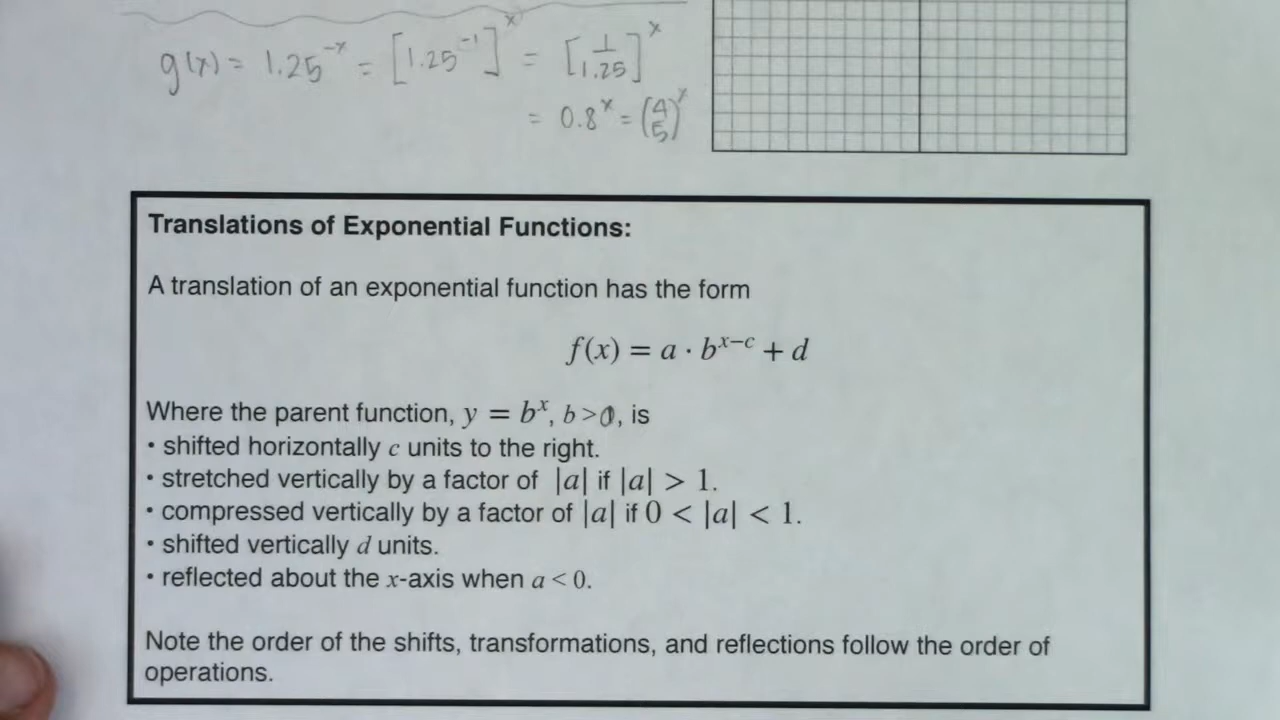 g(x) = 1.25^-x = [1.25^-1]^x = [1/1.25]^x
= 0.8^x = (4/5)^x
Translations of Exponential Functions:
A translation of an exponential function has the form
f(x) = a · b^x−c + d
Where the parent function, y = b^x, b > 0, is
• shifted horizontally c units to the right.
• stretched vertically by a factor of |a| if |a| > 1.
• compressed vertically by a factor of |a| if 0 < |a| < 1.
• shifted vertically d units.
• reflected about the x-axis when a < 0.
Note the order of the shifts, transformations, and reflections follow the order of
operations.